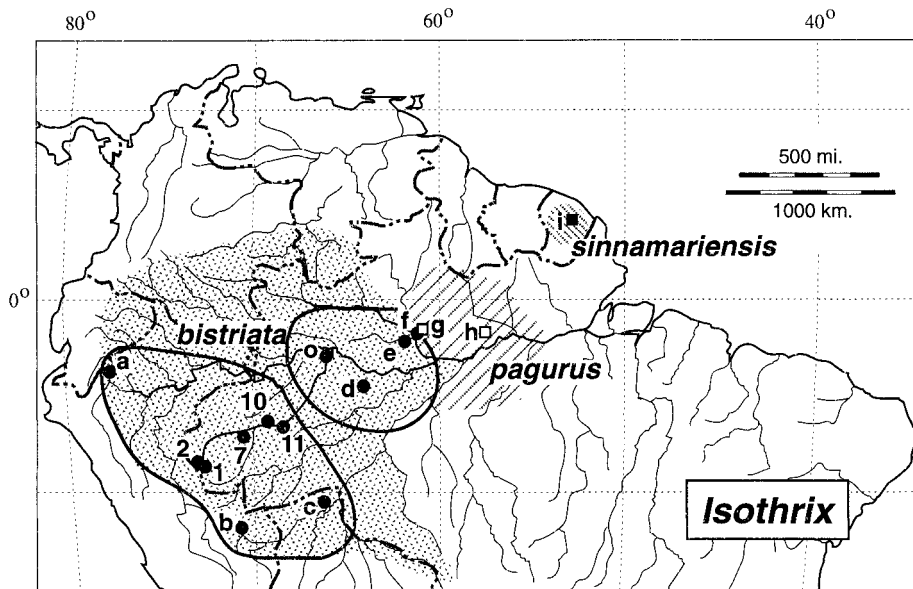 80° 60° 40°
500 mi.
1000 km.
i
sinnamariensis
0°
bistriata
f g h
o e
pagurus
a d
10
2 1 7 11
b c
Isothrix